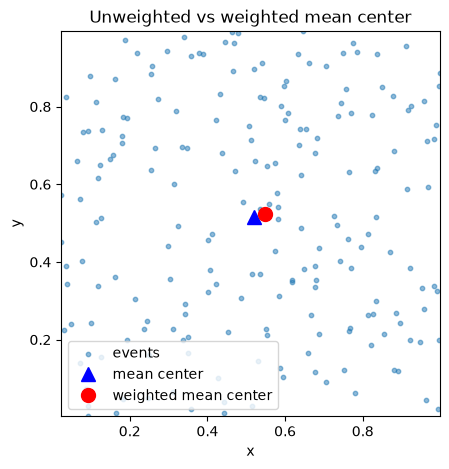 Unweighted vs weighted mean center
y
0.8
0.6
0.4
0.2
events
mean center
weighted mean center
0.2 0.4 0.6 0.8
x